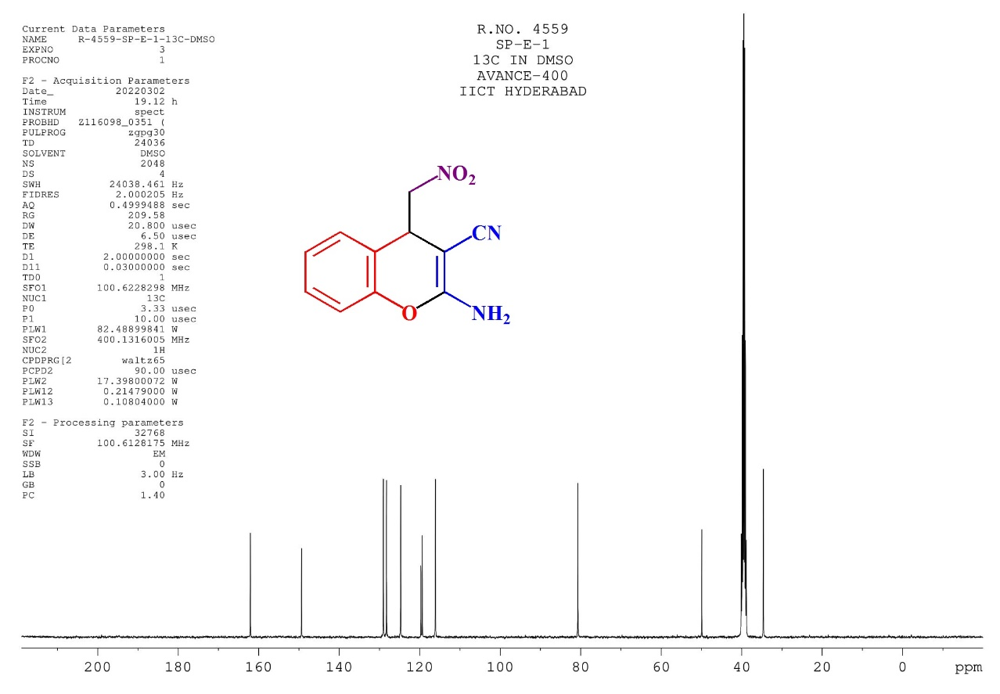 Current Data Parameters
NAME R-4559-SP-E-1-13C-DMSO
EXPNO 3
PROCNO 1
F2 - Acquisition Parameters
Date_ 20220302
Time 19.12 h
INSTRUM spect
PROBHD Z116098_0351 (
PULPROG zgpg30
TD 24036
SOLVENT DMSO
NS 2048
DS 4
SWH 24038.461 Hz
FIDRES 2.000205 Hz
AQ 0.4999488 sec
RG 209.58
DW 20.800 usec
DE 6.50 usec
TE 298.1 K
D1 2.00000000 sec
D11 0.03000000 sec
TD0 1
SFO1 100.6228298 MHz
NUC1 13C
P0 3.33 usec
P1 10.00 usec
PLW1 82.48899841 W
SFO2 400.1316005 MHz
NUC2 1H
CPDPRG[2 waltz65
PCPD2 90.00 usec
PLW2 17.39800072 W
PLW12 0.21479000 W
PLW13 0.10804000 W
F2 - Processing parameters
SI 32768
SF 100.6128175 MHz
WDW EM
SSB 0
LB 3.00 Hz
GB 0
PC 1.40
R.NO. 4559
SP-E-1
13C IN DMSO
AVANCE-400
IICT HYDERABAD
NO2
CN
O
NH2
200 180 160 140 120 100 80 60 40 20 0 ppm